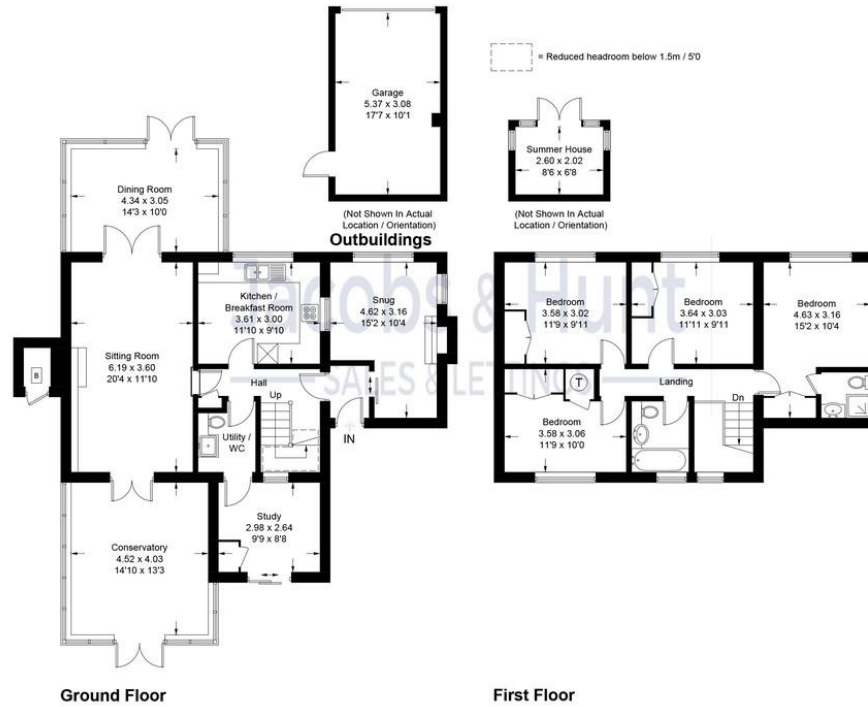 Garage
5.37 x 3.08
17'7 x 10'1
(Not Shown In Actual
Location / Orientation)
= Reduced headroom below 1.5m / 5'0
Summer House
2.60 x 2.02
8'6 x 6'8
(Not Shown In Actual
Location / Orientation)
Outbuildings
Jacobs & Hunt
SALES & LETTINGS
Dining Room
4.34 x 3.05
14'3 x 10'0
Kitchen /
Breakfast Room
3.61 x 3.00
11'10 x 9'10
Snug
4.62 x 3.16
15'2 x 10'4
Sitting Room
6.19 x 3.60
20'4 x 11'10
B
Hall
Up
Utility /
WC
IN
Study
2.98 x 2.64
9'9 x 8'8
Conservatory
4.52 x 4.03
14'10 x 13'3
Ground Floor
Bedroom
3.58 x 3.02
11'9 x 9'11
Bedroom
3.64 x 3.03
11'11 x 9'11
Bedroom
4.63 x 3.16
15'2 x 10'4
T
Landing
Dn
Bedroom
3.58 x 3.06
11'9 x 10'0
First Floor